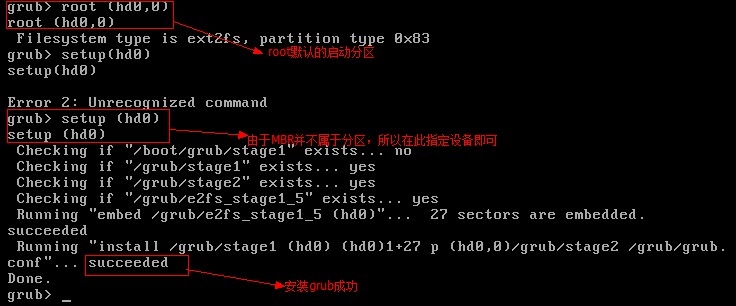 grub> root (hd0,0)
root (hd0,0)
 Filesystem type is ext2fs, partition type 0x83
root默认的启动分区
grub> setup(hd0)
setup(hd0)
Error 2: Unrecognized command
grub> setup (hd0)
setup (hd0)
由于MBR并不属于分区，所以在此指定设备即可
 Checking if "/boot/grub/stage1" exists... no
 Checking if "/grub/stage1" exists... yes
 Checking if "/grub/stage2" exists... yes
 Checking if "/grub/e2fs_stage1_5" exists... yes
 Running "embed /grub/e2fs_stage1_5 (hd0)"...  27 sectors are embedded.
succeeded
 Running "install /grub/stage1 (hd0) (hd0)1+27 p (hd0,0)/grub/stage2 /grub/grub.
conf"... succeeded
Done.
安装grub成功
grub> _